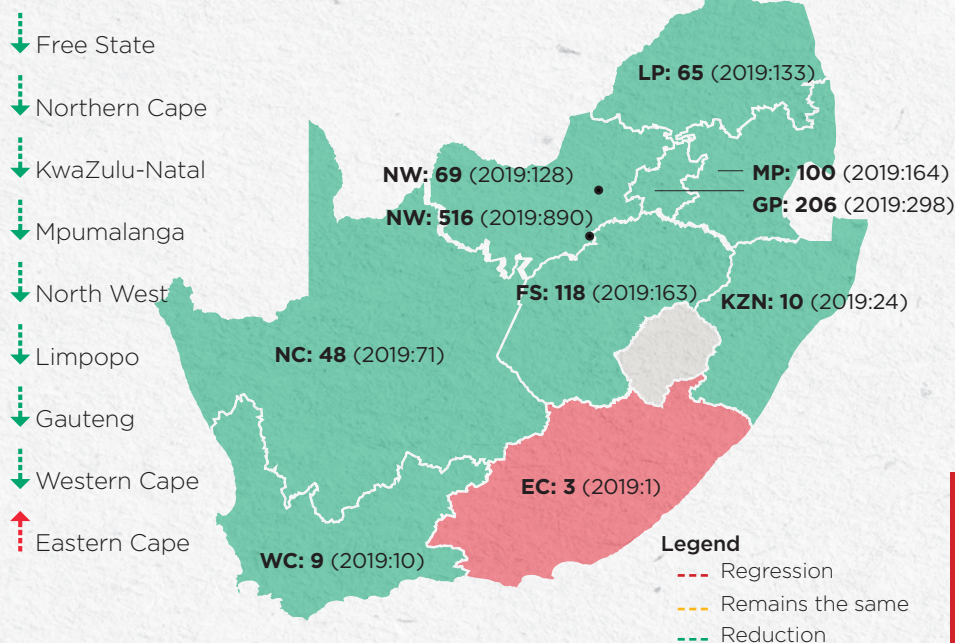 Free State
Northern Cape
KwaZulu-Natal
Mpumalanga
North West
Limpopo
Gauteng
Western Cape
Eastern Cape
LP: 65 (2019:133)
NW: 69 (2019:128)
MP: 100 (2019:164)
GP: 206 (2019:298)
NW: 516 (2019:890)
FS: 118 (2019:163)
KZN: 10 (2019:24)
NC: 48 (2019:71)
EC: 3 (2019:1)
WC: 9 (2019:10)
Legend
Regression
Remains the same
Reduction